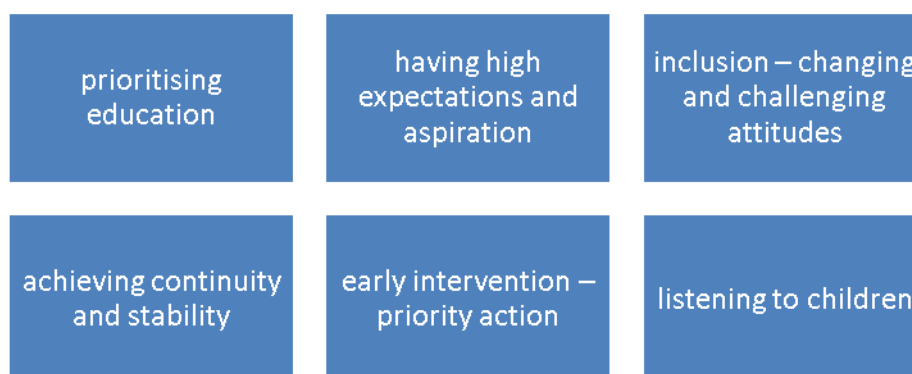 prioritising
education
having high
expectations and
aspiration
inclusion – changing
and challenging
attitudes
achieving continuity
and stability
early intervention –
priority action
listening to children